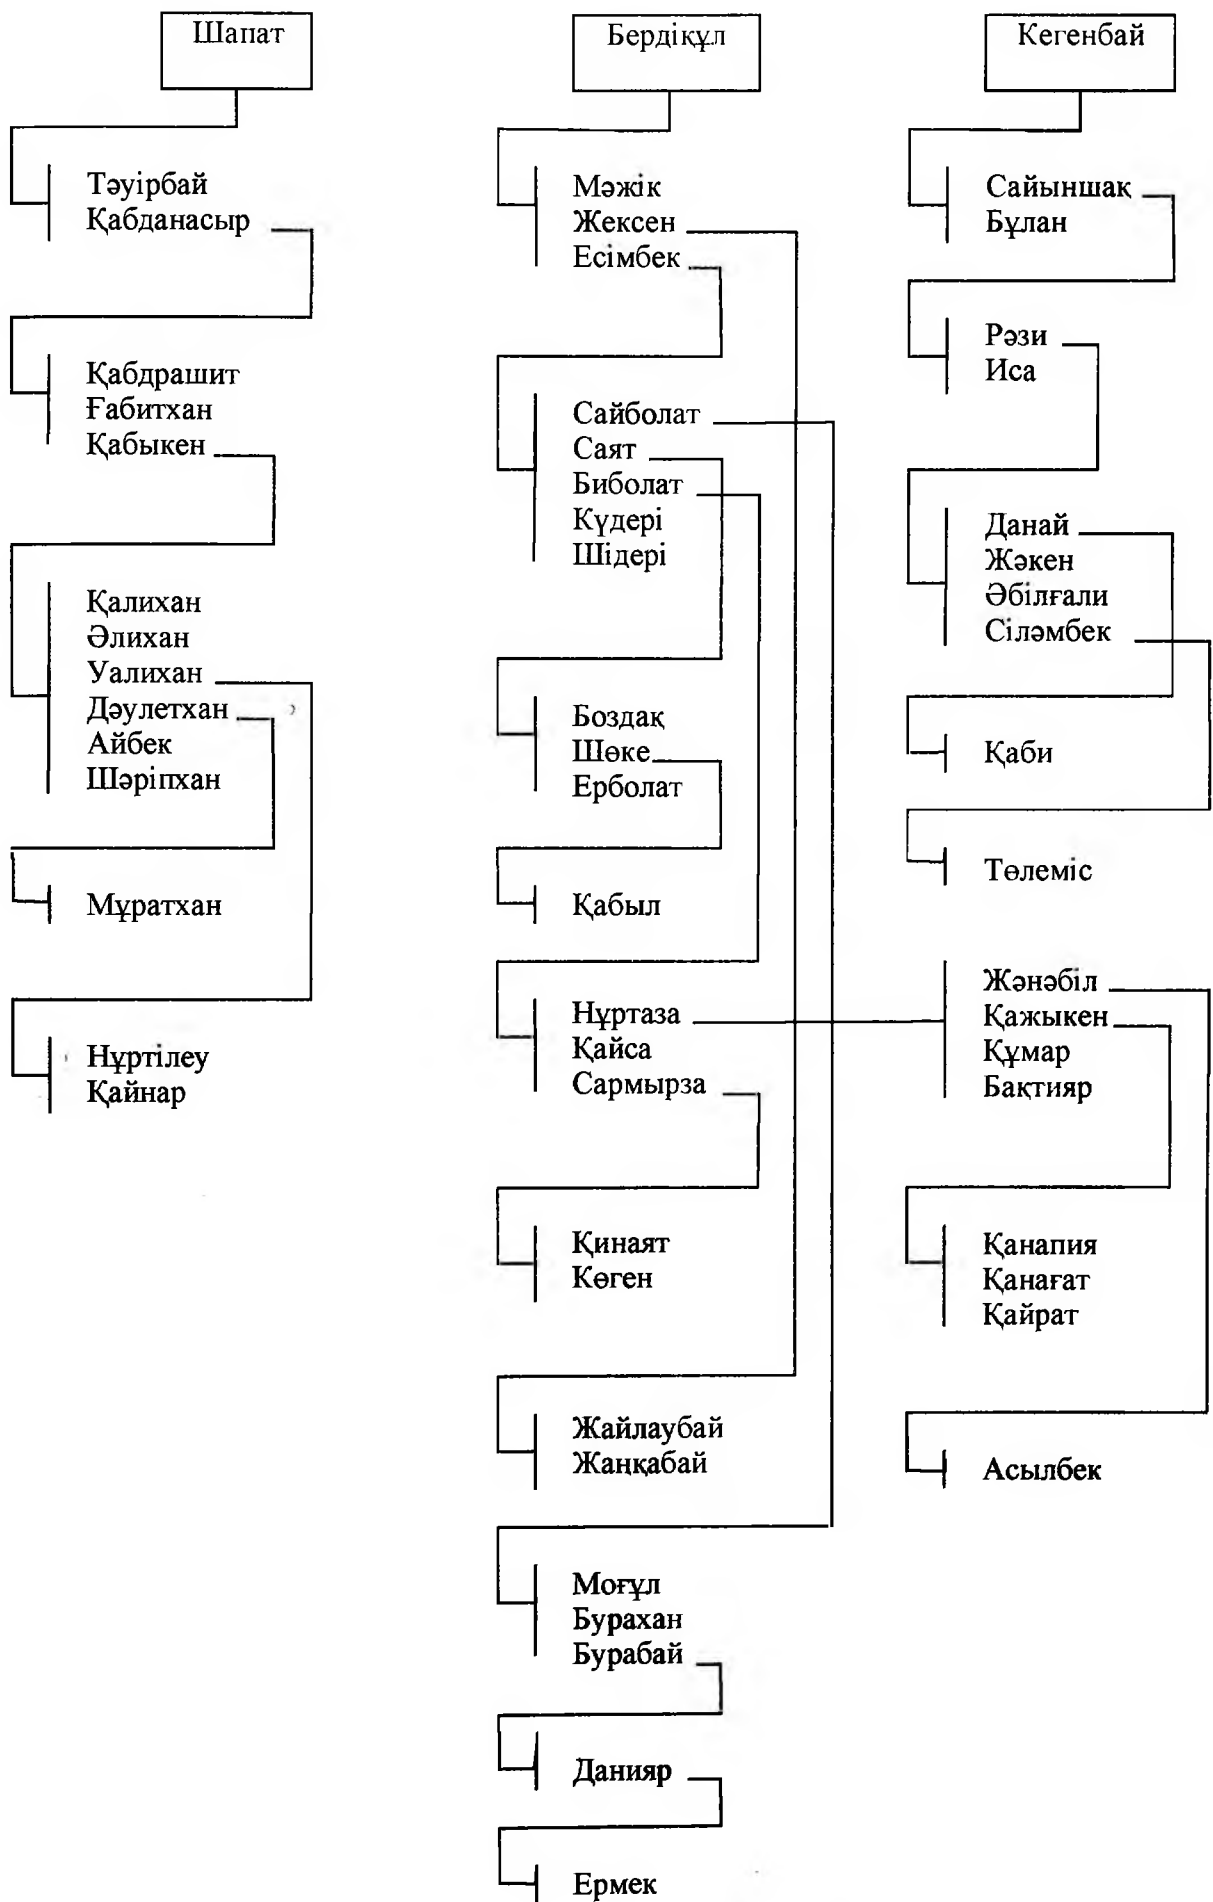 Шапат
Тәуірбай
Қабданасыр
Қабдрашит
Ғабитхан
Қабыкен
Қалихан
Әлихан
Уалихан
Дәулетхан
Айбек
Шәріпхан
Мұратхан
Нұртілеу
Қайнар
Бердіқұл
Мәжік
Жексен
Есімбек
Сайболат
Саят
Биболат
Күдері
Шідері
Боздақ
Шөке
Ерболат
Қабыл
Нұртаза
Қайса
Сармырза
Қинаят
Көген
Жайлаубай
Жаңқабай
Моғұл
Бурахан
Бурабай
Данияр
Ермек
Кегенбай
Сайыншақ
Бұлан
Рәзи
Иса
Данай
Жәкен
Әбілғали
Сіләмбек
Қаби
Төлеміс
Жәнәбіл
Қажыкен
Құмар
Бақтияр
Қанапия
Қанағат
Қайрат
Асылбек